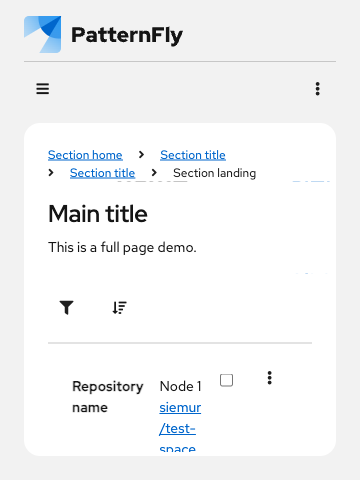 PatternFly
Section home Section title
Section title Section landing
Main title
This is a full page demo.
Repository name
Node 1
siemur
/test-
space